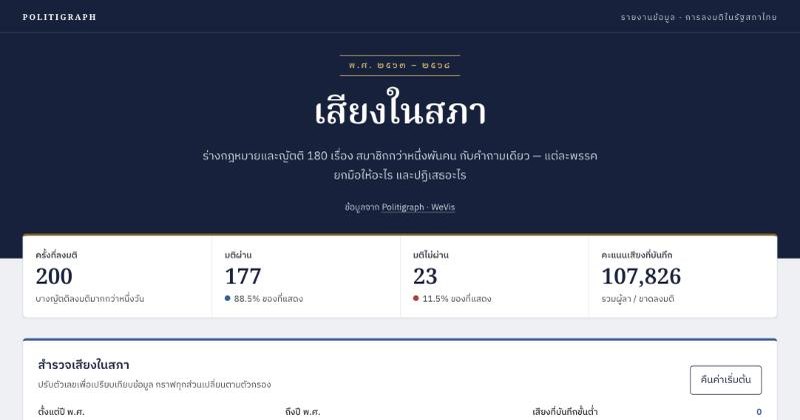 POLITIGRAPH
รายงานข้อมูล · การลงมติในรัฐสภาไทย
พ.ศ. ๒๕๖๓ – ๒๕๖๘
เสียงในสภา
ร่างกฎหมายและญัตติ 180 เรื่อง สมาชิกกว่าหนึ่งพันคน กับคำถามเดียว — แต่ละพรรค
ยกมือให้อะไร และปฏิเสธอะไร
ข้อมูลจาก Politigraph · WeVis
ครั้งที่ลงมติ
200
บางญัตติลงมติมากกว่าหนึ่งวัน
มติผ่าน
177
88.5% ของที่แสดง
มติไม่ผ่าน
23
11.5% ของที่แสดง
คะแนนเสียงที่บันทึก
107,826
รวมผู้ลา / ขาดลงมติ
สำรวจเสียงในสภา
ปรับตัวเลขเพื่อเปรียบเทียบข้อมูล กราฟทุกส่วนเปลี่ยนตามตัวกรอง
คืนค่าเริ่มต้น
ตั้งแต่ปี พ.ศ.
ถึงปี พ.ศ.
เสียงที่บันทึกขั้นต่ำ
0